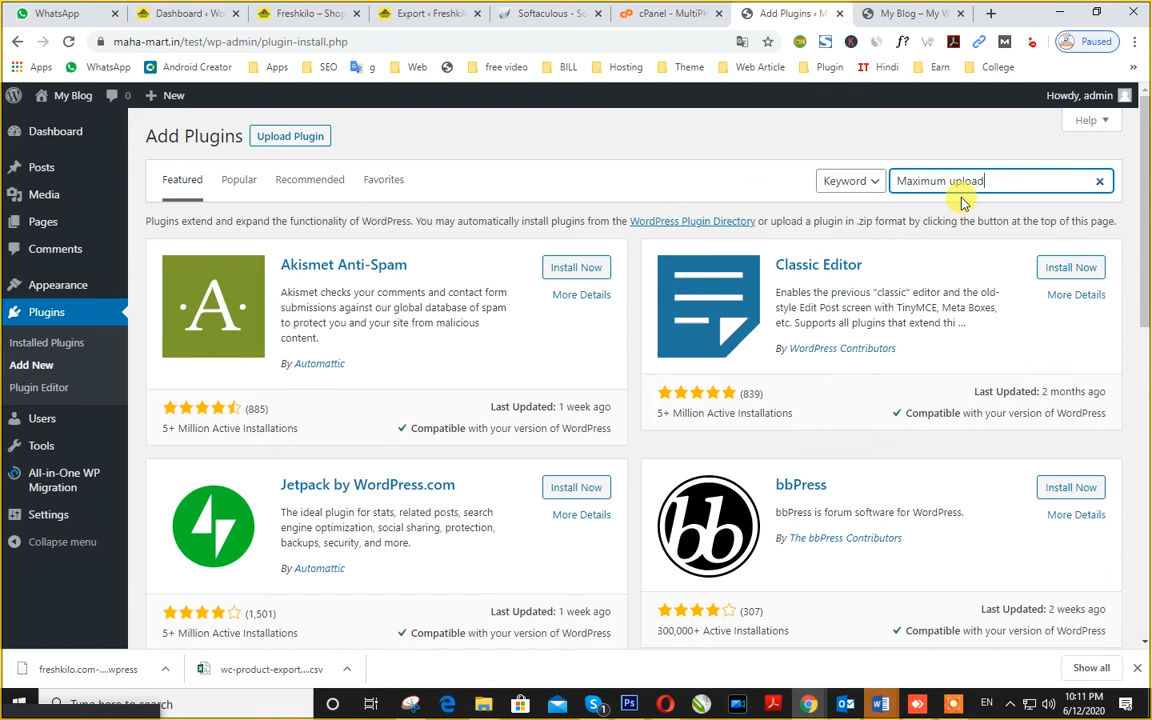 WhatsApp
Dashboard ‹ Wo
Freshkilo – Shop
Export ‹ Freshkil
Softaculous - So
cPanel - MultiPH
Add Plugins ‹ M
My Blog – My W
maha-mart.in/test/wp-admin/plugin-install.php
Paused
Apps
WhatsApp
Android Creator
Apps
SEO
g
Web
free video
BILL
Hosting
Theme
Web Article
Plugin
Hindi
Earn
College
My Blog
0
New
Howdy, admin
Add Plugins
Upload Plugin
Help
Dashboard
Posts
Media
Pages
Comments
Appearance
Plugins
Installed Plugins
Add New
Plugin Editor
Users
Tools
All-in-One WP
Migration
Settings
Collapse menu
Featured
Popular
Recommended
Favorites
Keyword
Maximum upload
Plugins extend and expand the functionality of WordPress. You may automatically install plugins from the WordPress Plugin Directory or upload a plugin in .zip format by clicking the button at the top of this page.
A
Akismet Anti-Spam
Install Now
More Details
Akismet checks your comments and contact form
submissions against our global database of spam
to protect you and your site from malicious
content.
By Automattic
(885)
5+ Million Active Installations
Last Updated: 1 week ago
Compatible with your version of WordPress
Classic Editor
Install Now
More Details
Enables the previous "classic" editor and the old-
style Edit Post screen with TinyMCE, Meta Boxes,
etc. Supports all plugins that extend thi ...
By WordPress Contributors
(839)
5+ Million Active Installations
Last Updated: 2 months ago
Compatible with your version of WordPress
Jetpack by WordPress.com
Install Now
More Details
The ideal plugin for stats, related posts, search
engine optimization, social sharing, protection,
backups, security, and more.
By Automattic
(1,501)
5+ Million Active Installations
Last Updated: 1 week ago
Compatible with your version of WordPress
bb
bbPress
Install Now
More Details
bbPress is forum software for WordPress.
By The bbPress Contributors
(307)
300,000+ Active Installations
Last Updated: 2 weeks ago
Compatible with your version of WordPress
freshkilo.com-....wpress
wc-product-export....csv
Show all
Type here to search
EN
10:11 PM
6/12/2020